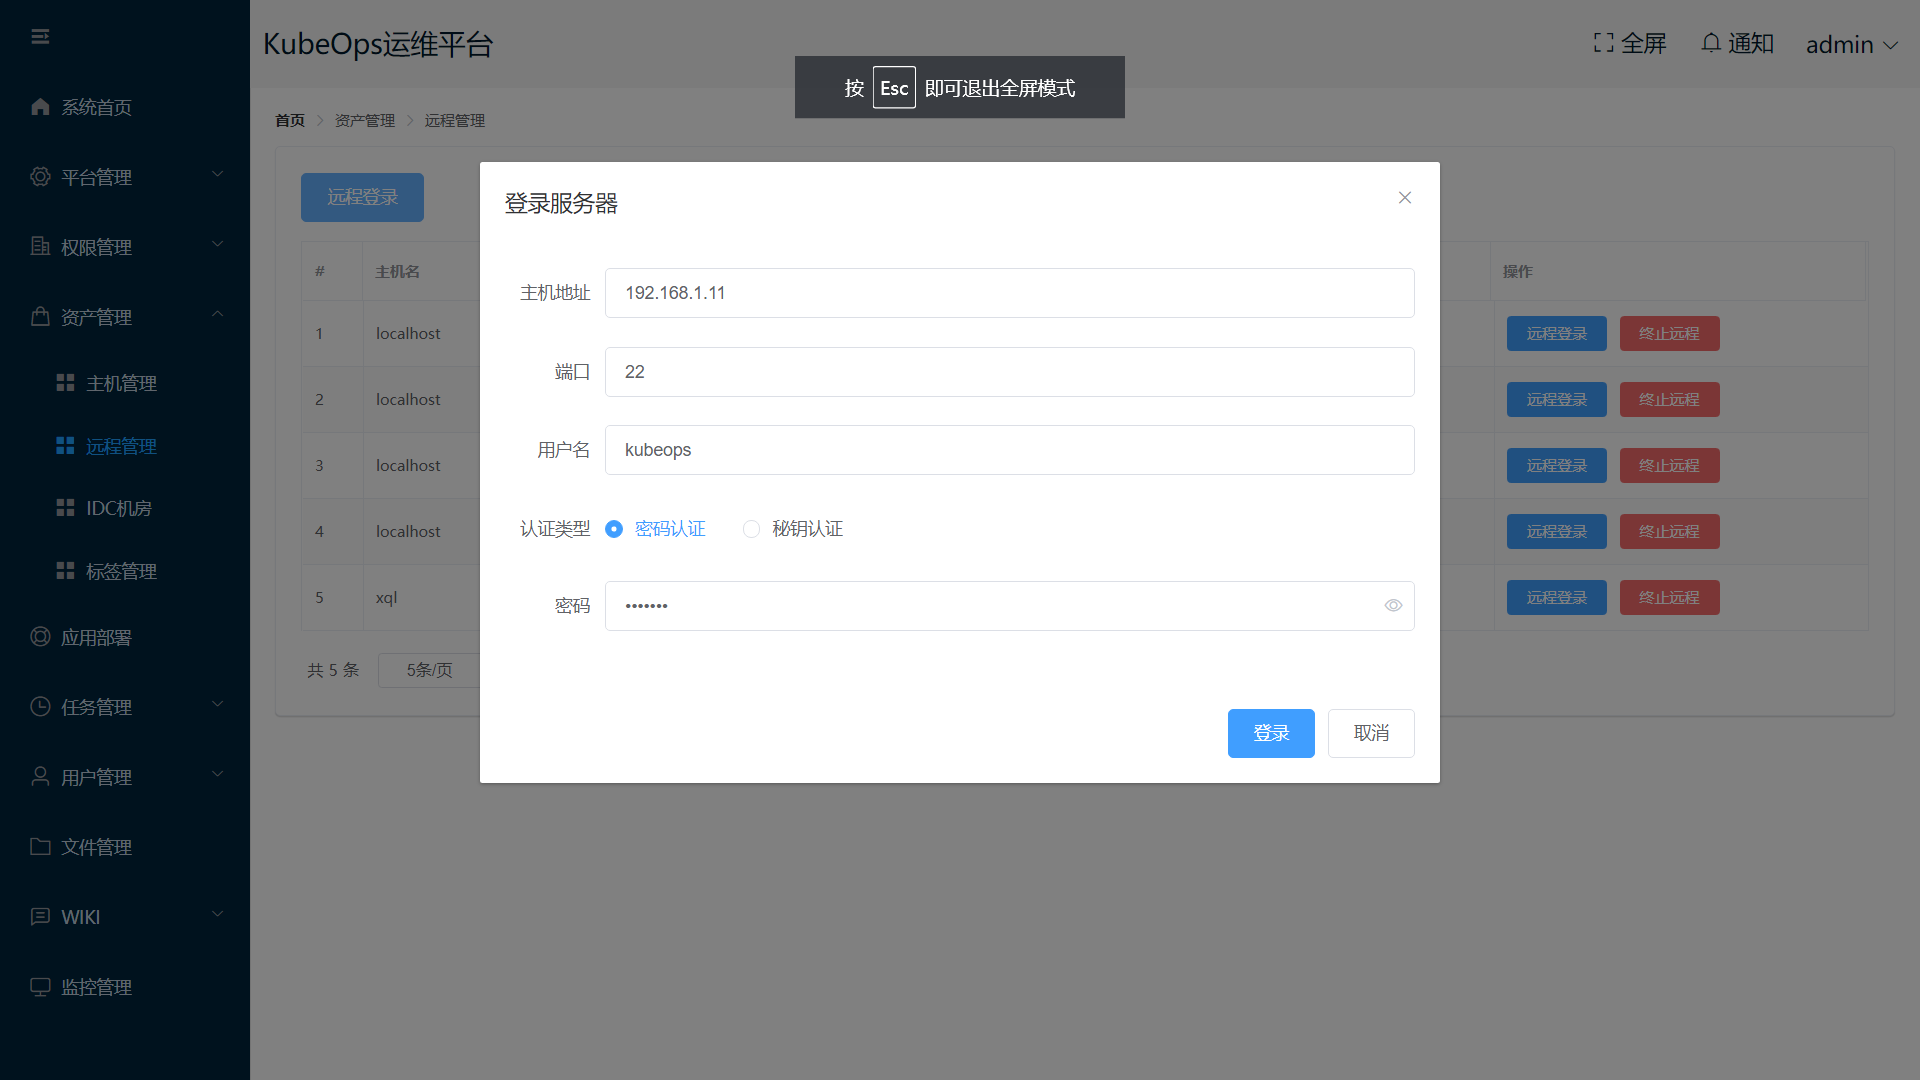 KubeOps运维平台
全屏
通知
admin
按 Esc 即可退出全屏模式
首页 资产管理 远程管理
系统首页
平台管理
权限管理
资产管理
主机管理
远程管理
IDC机房
标签管理
应用部署
任务管理
用户管理
文件管理
WIKI
监控管理
远程登录
# 主机名 操作
1 localhost 远程登录 终止远程
2 localhost 远程登录 终止远程
3 localhost 远程登录 终止远程
4 localhost 远程登录 终止远程
5 xql 远程登录 终止远程
共 5 条 5条/页
登录服务器
主机地址 192.168.1.11
端口 22
用户名 kubeops
认证类型 密码认证 秘钥认证
密码 •••••••
登录 取消